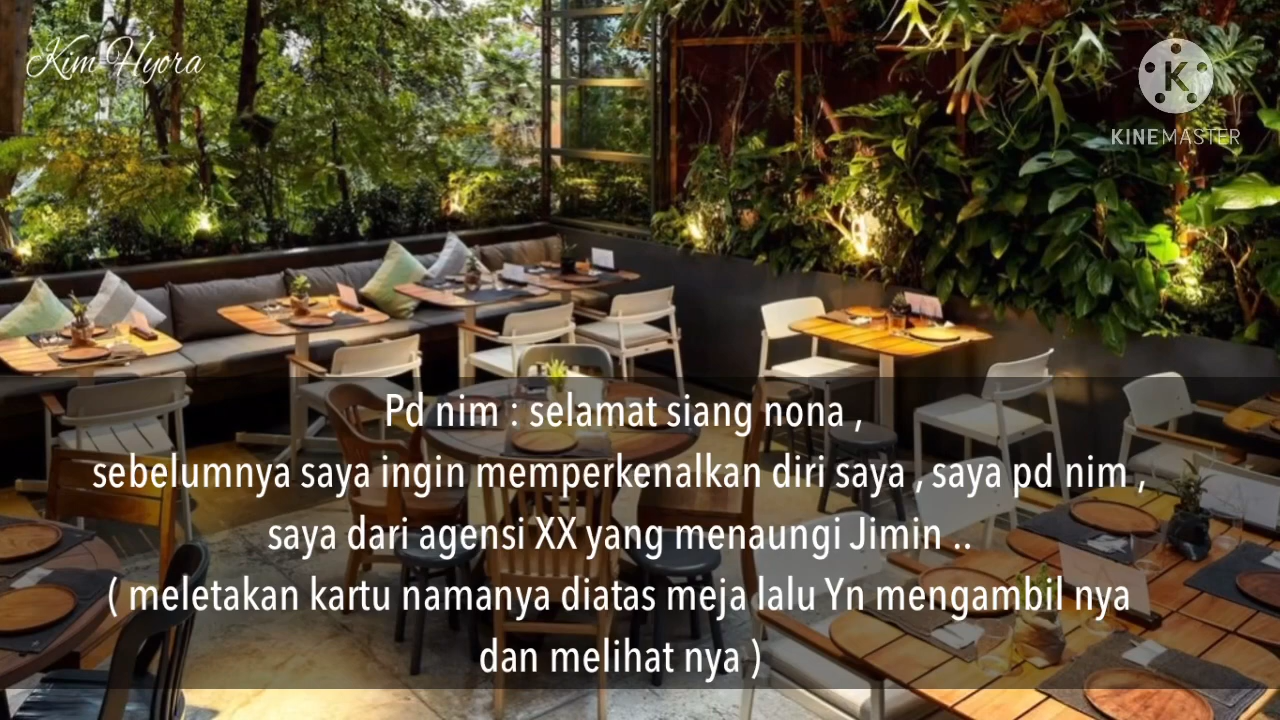 Kim Hyora
K
KINEMASTER
Pd nim : selamat siang nona ,
sebelumnya saya ingin memperkenalkan diri saya , saya pd nim ,
saya dari agensi XX yang menaungi Jimin ..
( meletakan kartu namanya diatas meja lalu Yn mengambil nya
dan melihat nya )